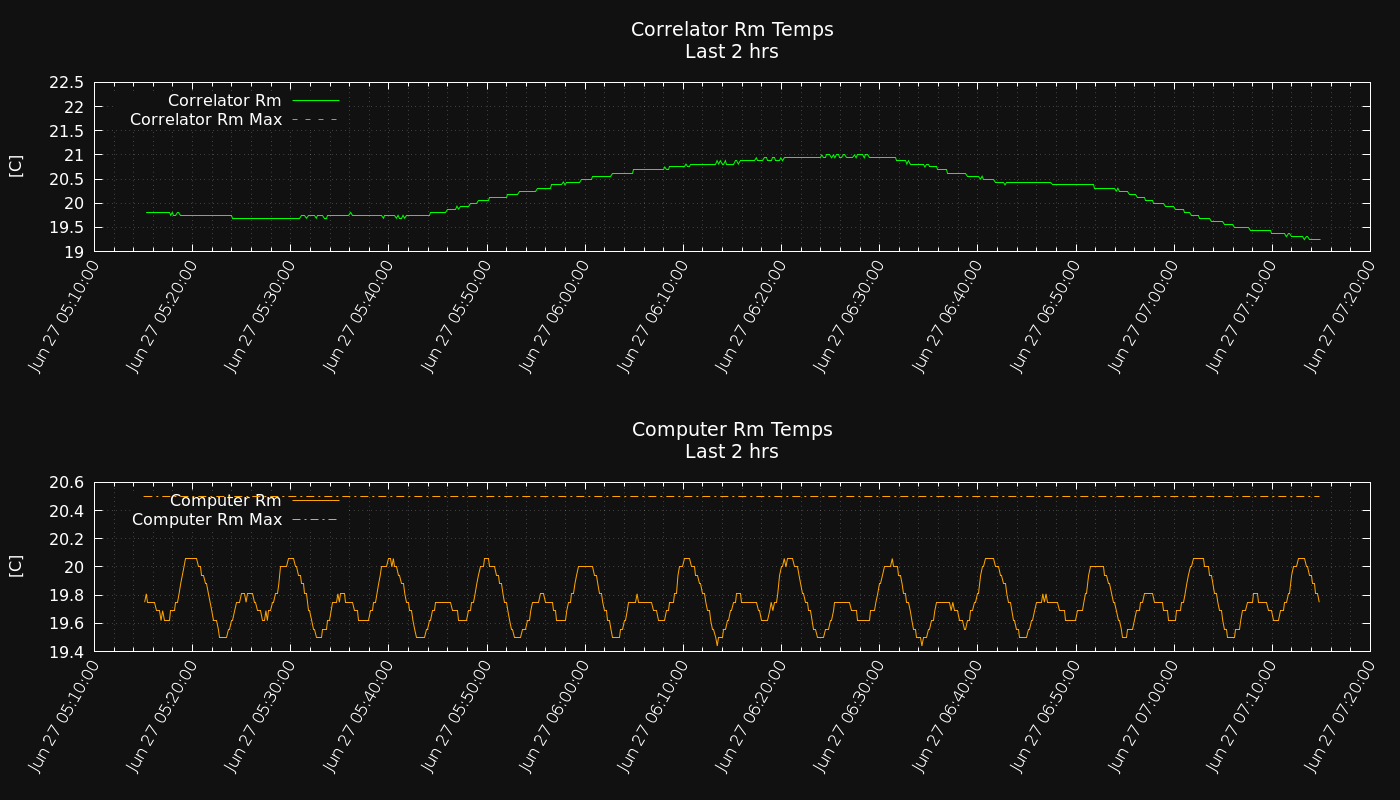 Correlator Rm Temps
Last 2 hrs
22.5
22
21.5
21
20.5
20
19.5
19
[C]
Correlator Rm
Correlator Rm Max
Jun 27 05:10:00
Jun 27 05:20:00
Jun 27 05:30:00
Jun 27 05:40:00
Jun 27 05:50:00
Jun 27 06:00:00
Jun 27 06:10:00
Jun 27 06:20:00
Jun 27 06:30:00
Jun 27 06:40:00
Jun 27 06:50:00
Jun 27 07:00:00
Jun 27 07:10:00
Jun 27 07:20:00
Computer Rm Temps
Last 2 hrs
20.6
20.4
20.2
20
19.8
19.6
19.4
[C]
Computer Rm
Computer Rm Max
Jun 27 05:10:00
Jun 27 05:20:00
Jun 27 05:30:00
Jun 27 05:40:00
Jun 27 05:50:00
Jun 27 06:00:00
Jun 27 06:10:00
Jun 27 06:20:00
Jun 27 06:30:00
Jun 27 06:40:00
Jun 27 06:50:00
Jun 27 07:00:00
Jun 27 07:10:00
Jun 27 07:20:00